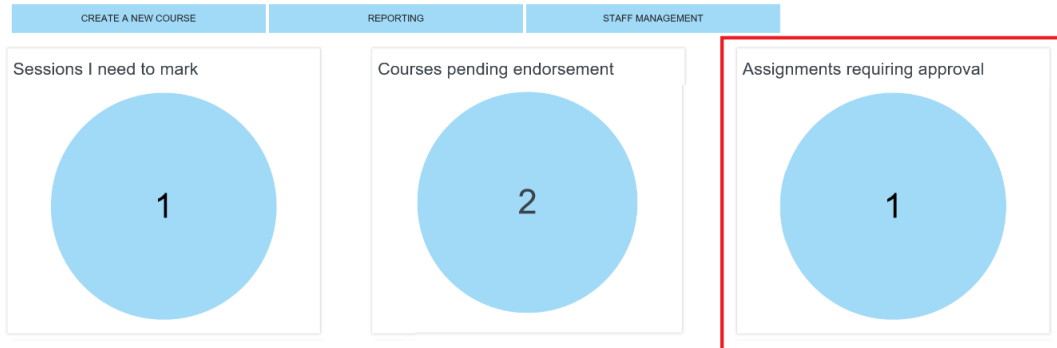 CREATE A NEW COURSE
REPORTING
STAFF MANAGEMENT
Sessions I need to mark
1
Courses pending endorsement
2
Assignments requiring approval
1